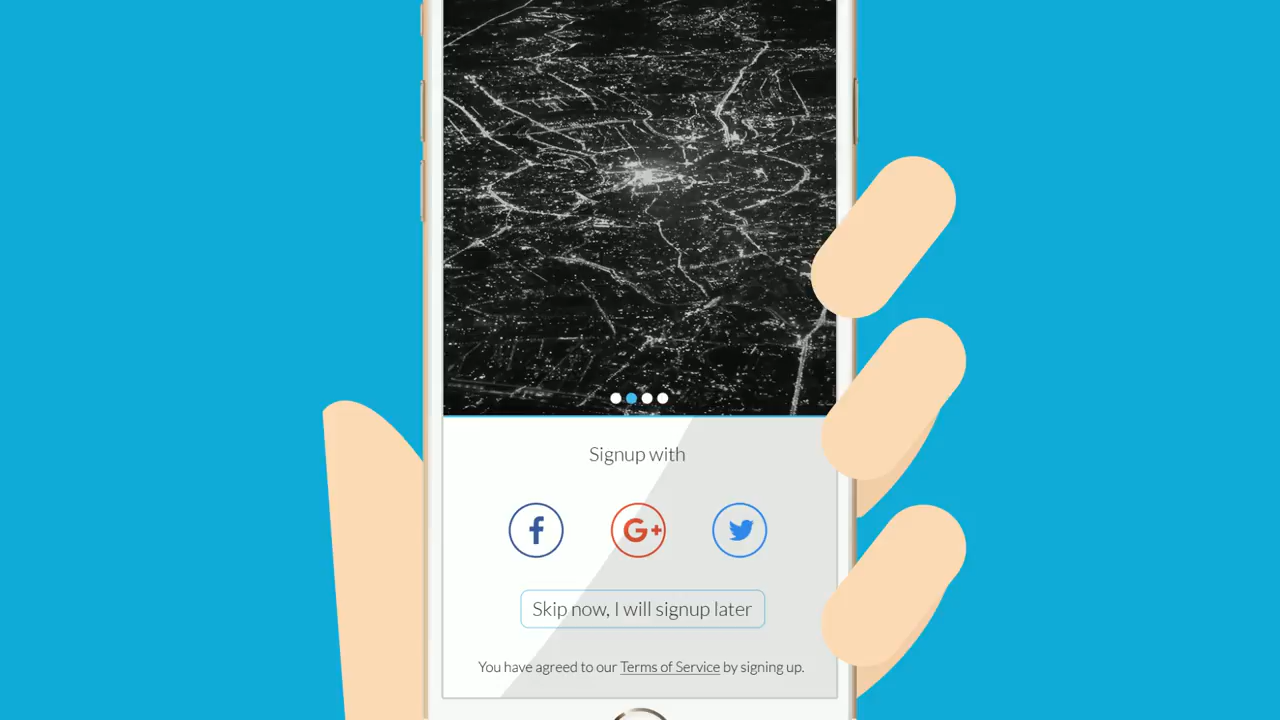 Signup with
f
G+
Skip now, I will signup later
You have agreed to our Terms of Service by signing up.